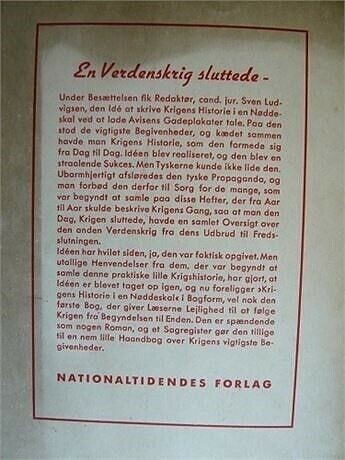 En Verdenskrig sluttede -
Under Besættelsen fik Redaktør, cand. jur. Sven Lud-
vigsen, den Idé at skrive Krigens Historie i en Nødde-
skal ved at lade Avisens Gadeplakater tale. Paa den
stod de vigtigste Begivenheder, og kædet sammen
havde man Krigens Historie, som den formede sig
fra Dag til Dag. Idéen blev realiseret, og den blev en
straalende Sukces. Men Tyskerne kunde ikke lide den.
Ubarmhjertigt afsløredes den tyske Propaganda, og
man forbød den derfor til Sorg for de mange, som
var begyndt at samle paa disse Hefter, der fra Aar
til Aar skulde beskrive Krigens Gang, saa at man den
Dag, Krigen sluttede, havde en samlet Oversigt over
den anden Verdenskrig fra dens Udbrud til Freds-
slutningen.
Idéen har hvilet siden, ja, den var faktisk opgivet. Men
utallige Henvendelser fra dem, der var begyndt at
samle denne praktiske lille Krigshistorie, har gjort, at
Idéen er blevet taget op igen, og nu foreligger »Kri-
gens Historie i en Nøddeskal« i Bogform, vel nok den
første Bog, der giver Læserne Lejlighed til at følge
Krigen fra Begyndelsen til Enden. Den er spændende
som nogen Roman, og et Sagregister gør den tillige
til en nem lille Haandbog over Krigens vigtigste Be-
givenheder.
NATIONALTIDENDES FORLAG